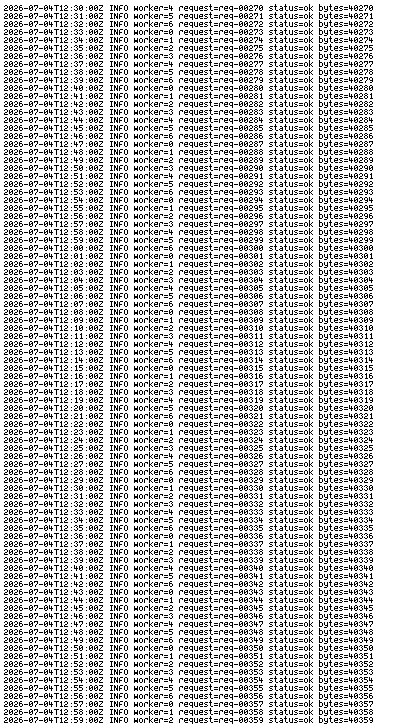 2026-07-04T12:30:00Z INFO worker=4 request=req-00270 status=ok bytes=40270
2026-07-04T12:31:00Z INFO worker=5 request=req-00271 status=ok bytes=40271
2026-07-04T12:32:00Z INFO worker=6 request=req-00272 status=ok bytes=40272
2026-07-04T12:33:00Z INFO worker=0 request=req-00273 status=ok bytes=40273
2026-07-04T12:34:00Z INFO worker=1 request=req-00274 status=ok bytes=40274
2026-07-04T12:35:00Z INFO worker=2 request=req-00275 status=ok bytes=40275
2026-07-04T12:36:00Z INFO worker=3 request=req-00276 status=ok bytes=40276
2026-07-04T12:37:00Z INFO worker=4 request=req-00277 status=ok bytes=40277
2026-07-04T12:38:00Z INFO worker=5 request=req-00278 status=ok bytes=40278
2026-07-04T12:39:00Z INFO worker=6 request=req-00279 status=ok bytes=40279
2026-07-04T12:40:00Z INFO worker=0 request=req-00280 status=ok bytes=40280
2026-07-04T12:41:00Z INFO worker=1 request=req-00281 status=ok bytes=40281
2026-07-04T12:42:00Z INFO worker=2 request=req-00282 status=ok bytes=40282
2026-07-04T12:43:00Z INFO worker=3 request=req-00283 status=ok bytes=40283
2026-07-04T12:44:00Z INFO worker=4 request=req-00284 status=ok bytes=40284
2026-07-04T12:45:00Z INFO worker=5 request=req-00285 status=ok bytes=40285
2026-07-04T12:46:00Z INFO worker=6 request=req-00286 status=ok bytes=40286
2026-07-04T12:47:00Z INFO worker=0 request=req-00287 status=ok bytes=40287
2026-07-04T12:48:00Z INFO worker=1 request=req-00288 status=ok bytes=40288
2026-07-04T12:49:00Z INFO worker=2 request=req-00289 status=ok bytes=40289
2026-07-04T12:50:00Z INFO worker=3 request=req-00290 status=ok bytes=40290
2026-07-04T12:51:00Z INFO worker=4 request=req-00291 status=ok bytes=40291
2026-07-04T12:52:00Z INFO worker=5 request=req-00292 status=ok bytes=40292
2026-07-04T12:53:00Z INFO worker=6 request=req-00293 status=ok bytes=40293
2026-07-04T12:54:00Z INFO worker=0 request=req-00294 status=ok bytes=40294
2026-07-04T12:55:00Z INFO worker=1 request=req-00295 status=ok bytes=40295
2026-07-04T12:56:00Z INFO worker=2 request=req-00296 status=ok bytes=40296
2026-07-04T12:57:00Z INFO worker=3 request=req-00297 status=ok bytes=40297
2026-07-04T12:58:00Z INFO worker=4 request=req-00298 status=ok bytes=40298
2026-07-04T12:59:00Z INFO worker=5 request=req-00299 status=ok bytes=40299
2026-07-04T12:00:00Z INFO worker=6 request=req-00300 status=ok bytes=40300
2026-07-04T12:01:00Z INFO worker=0 request=req-00301 status=ok bytes=40301
2026-07-04T12:02:00Z INFO worker=1 request=req-00302 status=ok bytes=40302
2026-07-04T12:03:00Z INFO worker=2 request=req-00303 status=ok bytes=40303
2026-07-04T12:04:00Z INFO worker=3 request=req-00304 status=ok bytes=40304
2026-07-04T12:05:00Z INFO worker=4 request=req-00305 status=ok bytes=40305
2026-07-04T12:06:00Z INFO worker=5 request=req-00306 status=ok bytes=40306
2026-07-04T12:07:00Z INFO worker=6 request=req-00307 status=ok bytes=40307
2026-07-04T12:08:00Z INFO worker=0 request=req-00308 status=ok bytes=40308
2026-07-04T12:09:00Z INFO worker=1 request=req-00309 status=ok bytes=40309
2026-07-04T12:10:00Z INFO worker=2 request=req-00310 status=ok bytes=40310
2026-07-04T12:11:00Z INFO worker=3 request=req-00311 status=ok bytes=40311
2026-07-04T12:12:00Z INFO worker=4 request=req-00312 status=ok bytes=40312
2026-07-04T12:13:00Z INFO worker=5 request=req-00313 status=ok bytes=40313
2026-07-04T12:14:00Z INFO worker=6 request=req-00314 status=ok bytes=40314
2026-07-04T12:15:00Z INFO worker=0 request=req-00315 status=ok bytes=40315
2026-07-04T12:16:00Z INFO worker=1 request=req-00316 status=ok bytes=40316
2026-07-04T12:17:00Z INFO worker=2 request=req-00317 status=ok bytes=40317
2026-07-04T12:18:00Z INFO worker=3 request=req-00318 status=ok bytes=40318
2026-07-04T12:19:00Z INFO worker=4 request=req-00319 status=ok bytes=40319
2026-07-04T12:20:00Z INFO worker=5 request=req-00320 status=ok bytes=40320
2026-07-04T12:21:00Z INFO worker=6 request=req-00321 status=ok bytes=40321
2026-07-04T12:22:00Z INFO worker=0 request=req-00322 status=ok bytes=40322
2026-07-04T12:23:00Z INFO worker=1 request=req-00323 status=ok bytes=40323
2026-07-04T12:24:00Z INFO worker=2 request=req-00324 status=ok bytes=40324
2026-07-04T12:25:00Z INFO worker=3 request=req-00325 status=ok bytes=40325
2026-07-04T12:26:00Z INFO worker=4 request=req-00326 status=ok bytes=40326
2026-07-04T12:27:00Z INFO worker=5 request=req-00327 status=ok bytes=40327
2026-07-04T12:28:00Z INFO worker=6 request=req-00328 status=ok bytes=40328
2026-07-04T12:29:00Z INFO worker=0 request=req-00329 status=ok bytes=40329
2026-07-04T12:30:00Z INFO worker=1 request=req-00330 status=ok bytes=40330
2026-07-04T12:31:00Z INFO worker=2 request=req-00331 status=ok bytes=40331
2026-07-04T12:32:00Z INFO worker=3 request=req-00332 status=ok bytes=40332
2026-07-04T12:33:00Z INFO worker=4 request=req-00333 status=ok bytes=40333
2026-07-04T12:34:00Z INFO worker=5 request=req-00334 status=ok bytes=40334
2026-07-04T12:35:00Z INFO worker=6 request=req-00335 status=ok bytes=40335
2026-07-04T12:36:00Z INFO worker=0 request=req-00336 status=ok bytes=40336
2026-07-04T12:37:00Z INFO worker=1 request=req-00337 status=ok bytes=40337
2026-07-04T12:38:00Z INFO worker=2 request=req-00338 status=ok bytes=40338
2026-07-04T12:39:00Z INFO worker=3 request=req-00339 status=ok bytes=40339
2026-07-04T12:40:00Z INFO worker=4 request=req-00340 status=ok bytes=40340
2026-07-04T12:41:00Z INFO worker=5 request=req-00341 status=ok bytes=40341
2026-07-04T12:42:00Z INFO worker=6 request=req-00342 status=ok bytes=40342
2026-07-04T12:43:00Z INFO worker=0 request=req-00343 status=ok bytes=40343
2026-07-04T12:44:00Z INFO worker=1 request=req-00344 status=ok bytes=40344
2026-07-04T12:45:00Z INFO worker=2 request=req-00345 status=ok bytes=40345
2026-07-04T12:46:00Z INFO worker=3 request=req-00346 status=ok bytes=40346
2026-07-04T12:47:00Z INFO worker=4 request=req-00347 status=ok bytes=40347
2026-07-04T12:48:00Z INFO worker=5 request=req-00348 status=ok bytes=40348
2026-07-04T12:49:00Z INFO worker=6 request=req-00349 status=ok bytes=40349
2026-07-04T12:50:00Z INFO worker=0 request=req-00350 status=ok bytes=40350
2026-07-04T12:51:00Z INFO worker=1 request=req-00351 status=ok bytes=40351
2026-07-04T12:52:00Z INFO worker=2 request=req-00352 status=ok bytes=40352
2026-07-04T12:53:00Z INFO worker=3 request=req-00353 status=ok bytes=40353
2026-07-04T12:54:00Z INFO worker=4 request=req-00354 status=ok bytes=40354
2026-07-04T12:55:00Z INFO worker=5 request=req-00355 status=ok bytes=40355
2026-07-04T12:56:00Z INFO worker=6 request=req-00356 status=ok bytes=40356
2026-07-04T12:57:00Z INFO worker=0 request=req-00357 status=ok bytes=40357
2026-07-04T12:58:00Z INFO worker=1 request=req-00358 status=ok bytes=40358
2026-07-04T12:59:00Z INFO worker=2 request=req-00359 status=ok bytes=40359